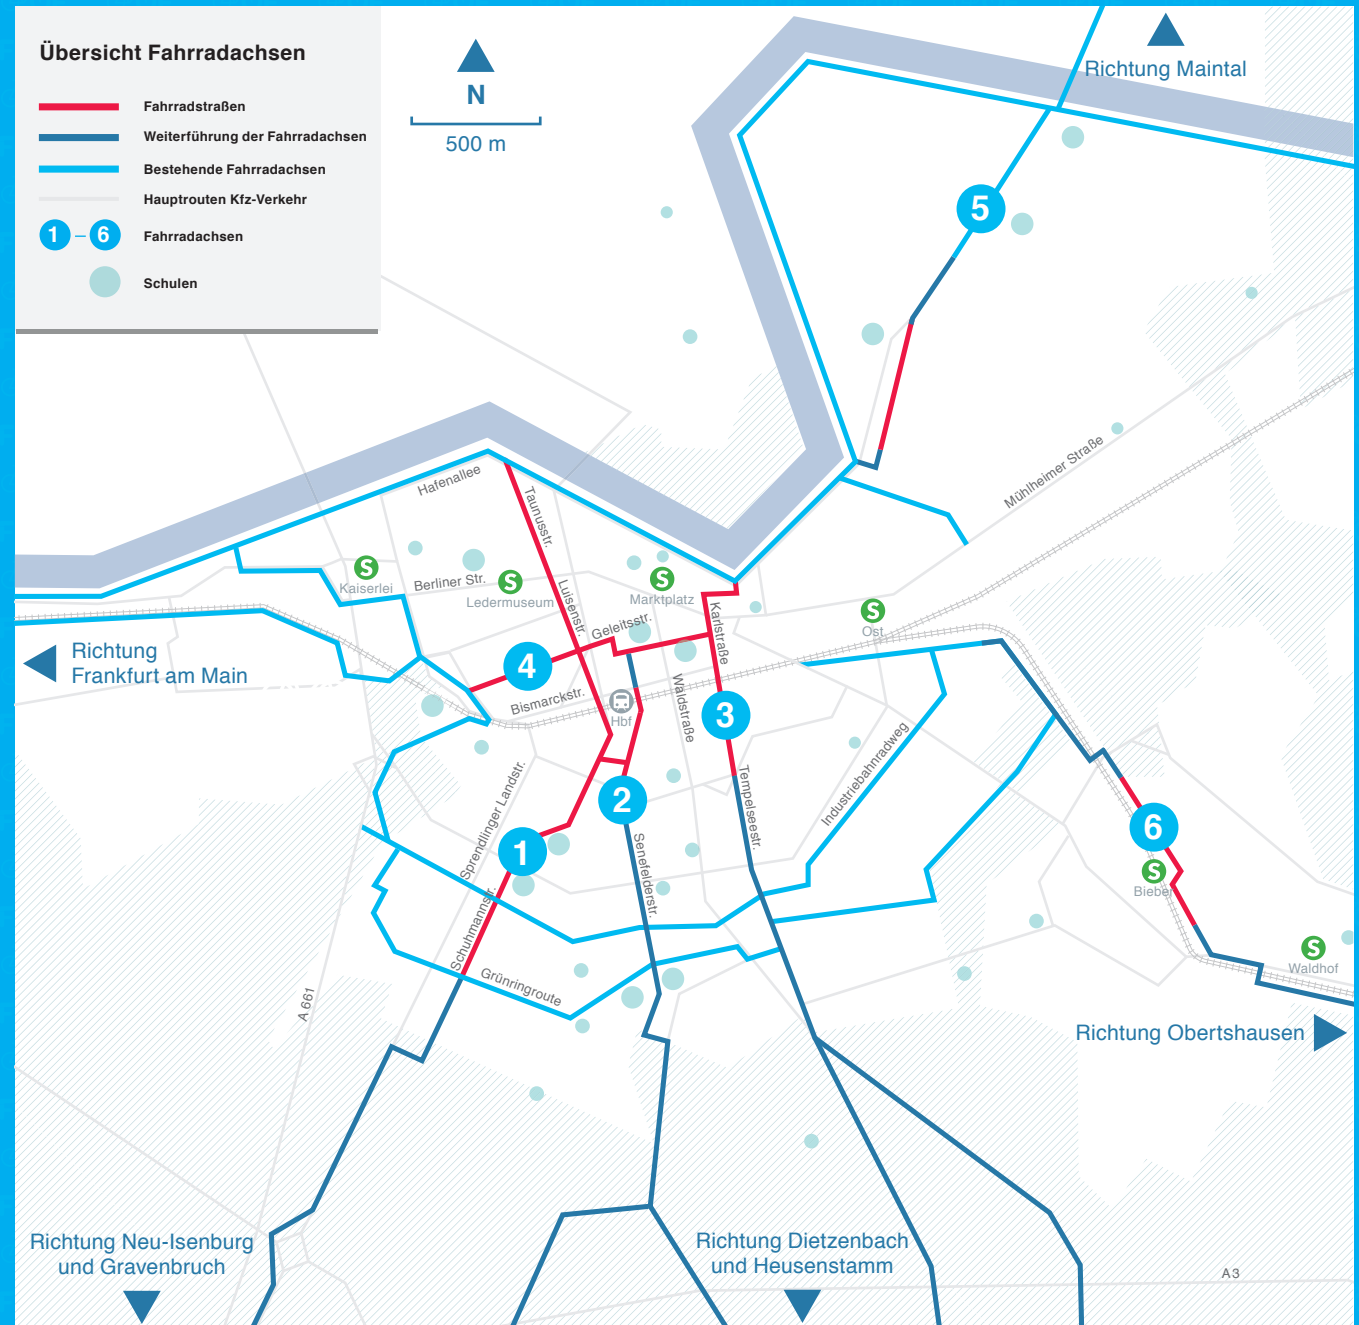 Übersicht Fahrradachsen
Fahrradstraßen
Weiterführung der Fahrradachsen
Bestehende Fahrradachsen
Hauptrouten Kfz-Verkehr
1 – 6 Fahrradachsen
Schulen
N
500 m
Richtung Maintal
5
Mühlheimer Straße
Hafenallee
Taunusstr.
S
Kaiserlei
Berliner Str.
S
Ledermuseum
Luisenstr.
S
Marktplatz
Geleitsstr.
Karlstraße
S
Ost
Richtung
Frankfurt am Main
4
Bismarckstr.
Hbf
Waldstraße
3
Sprendlinger Landstr.
2
Tempelseestr.
Industriebahnradweg
1
Senefelderstr.
6
S
Bieber
Schuhmannstr.
Grünringroute
A 661
S
Waldhof
Richtung Obertshausen
Richtung Neu-Isenburg
und Gravenbruch
Richtung Dietzenbach
und Heusenstamm
A3